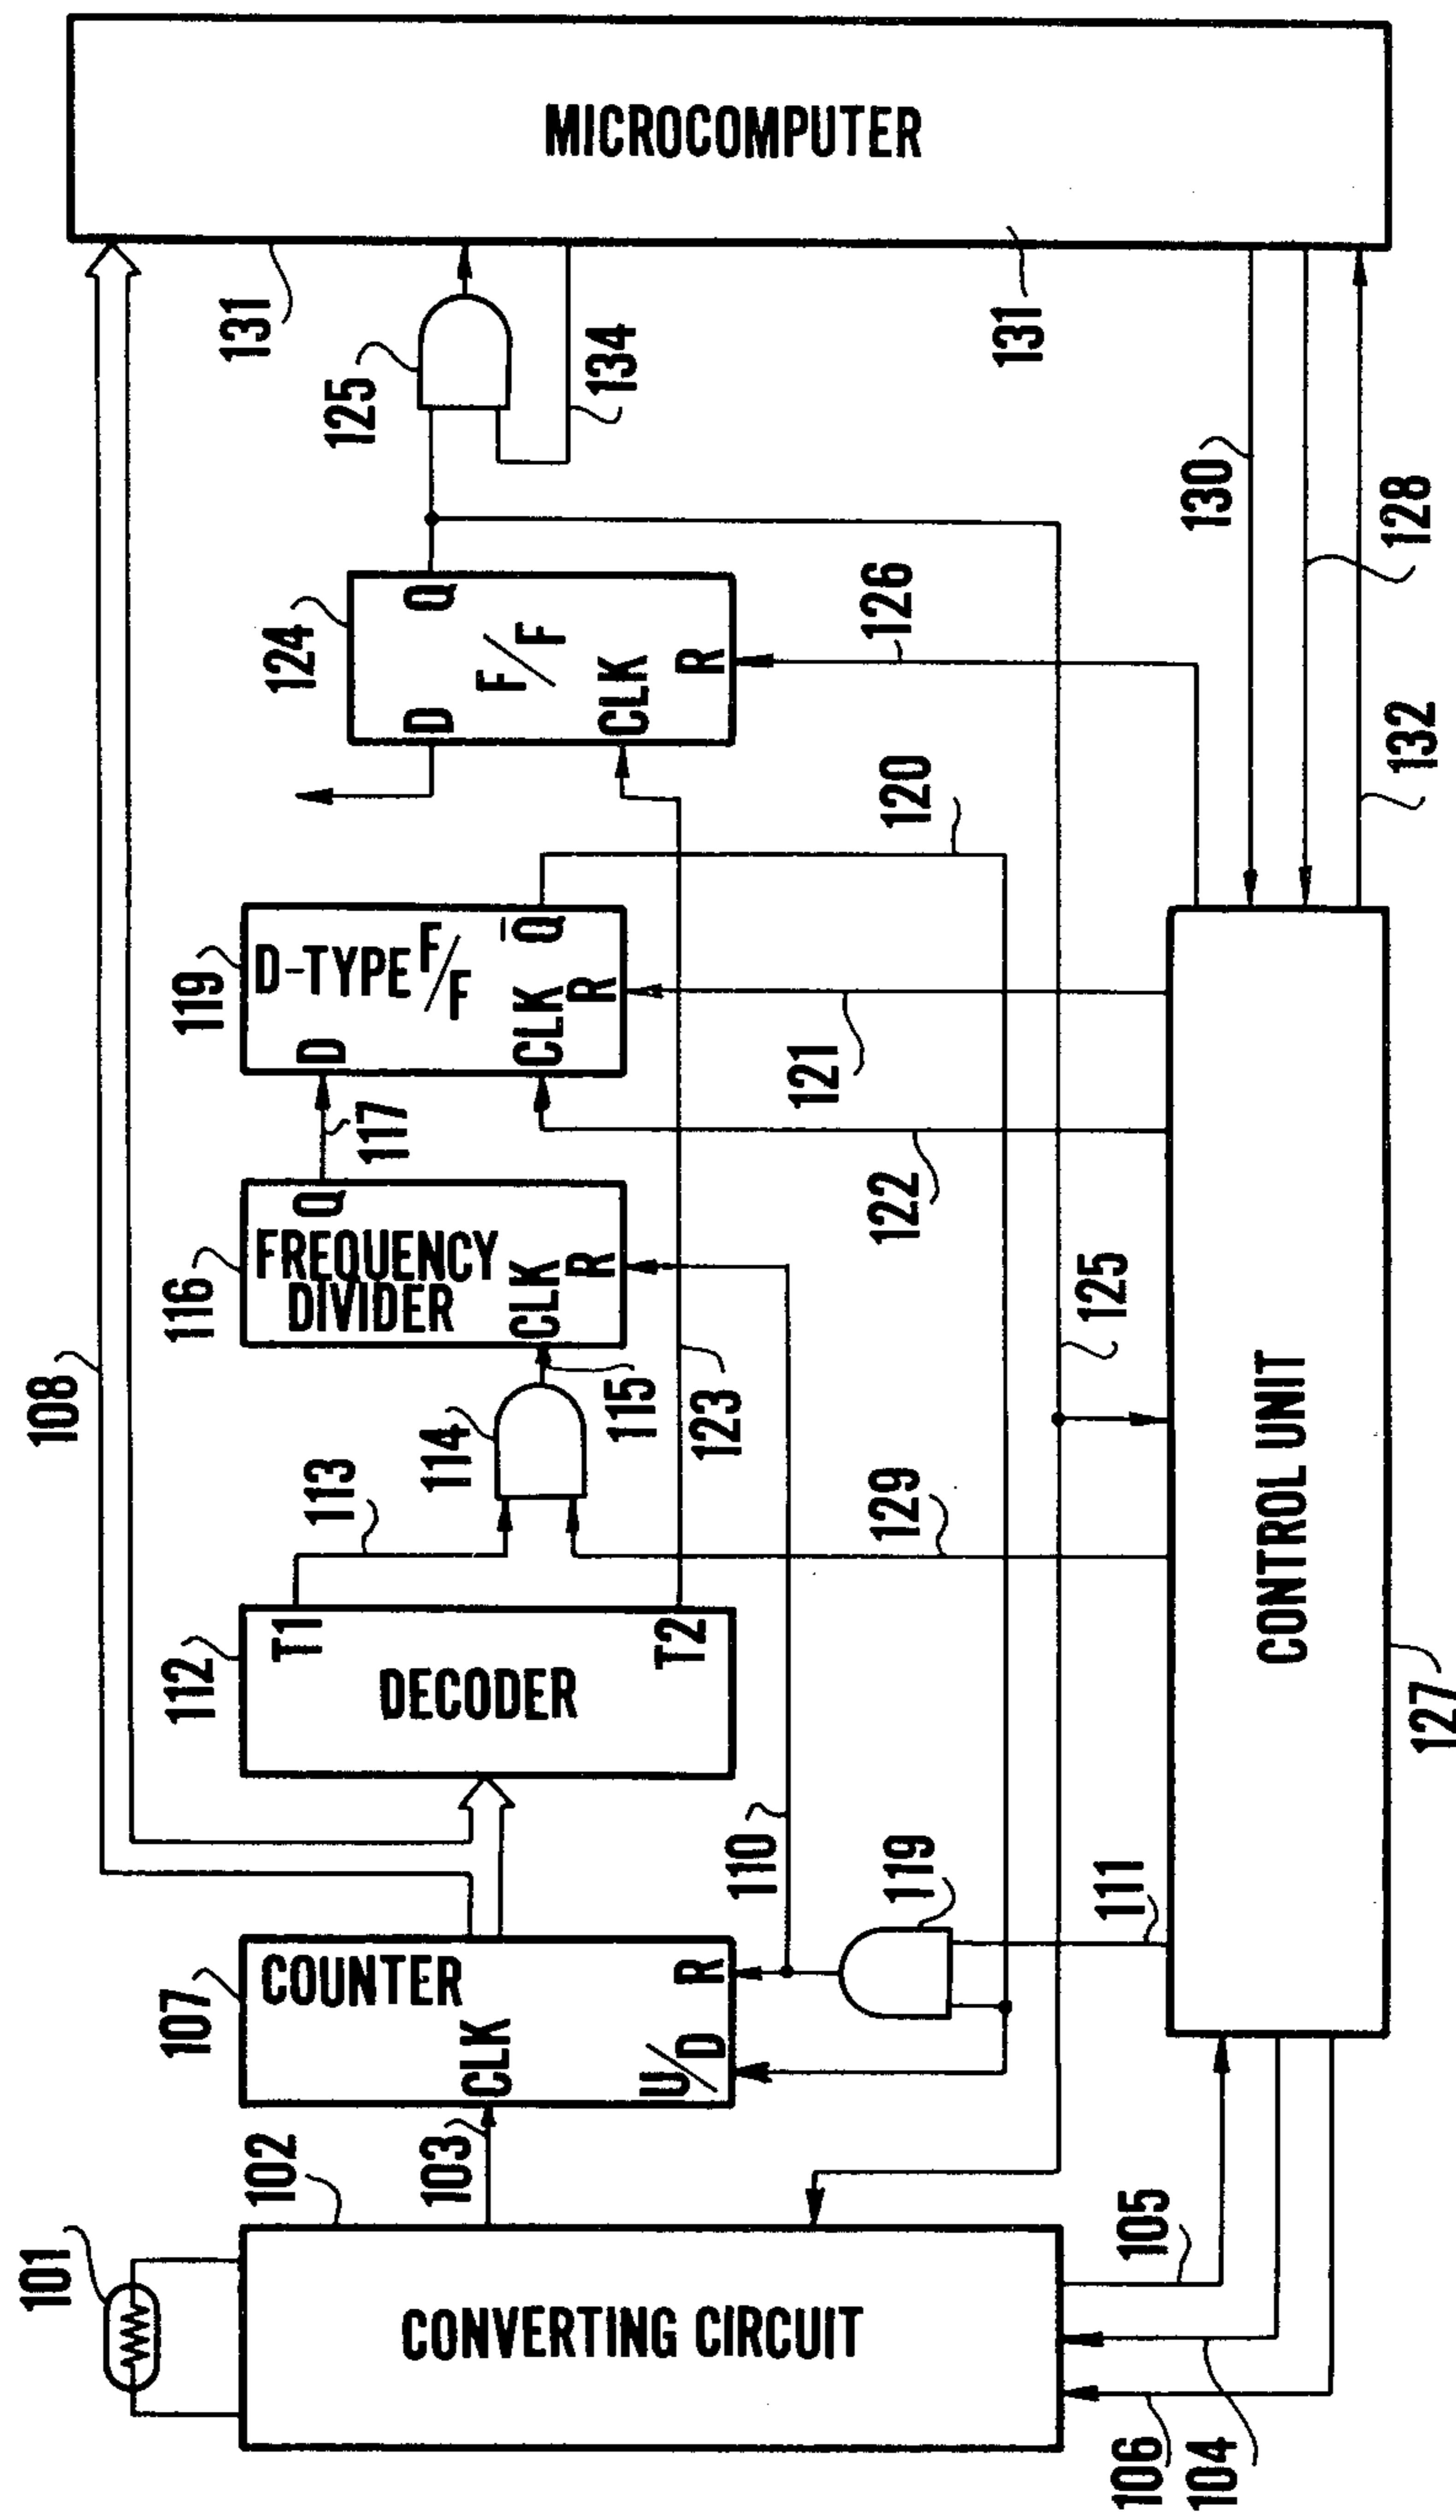 101
102
CONVERTING CIRCUIT
103
105
106
104
107
COUNTER
CLK
R
U/D
108
110
119
111
112
DECODER
T1
T2
113
114
115
123
129
116
FREQUENCY
DIVIDER
Q
CLK
R
117
122
125
119
D-TYPE F/F
D
Q̅
CLK
R
121
120
124
D
Q
F/F
CLK
R
126
125
134
131
131
130
128
132
CONTROL UNIT
127
MICROCOMPUTER